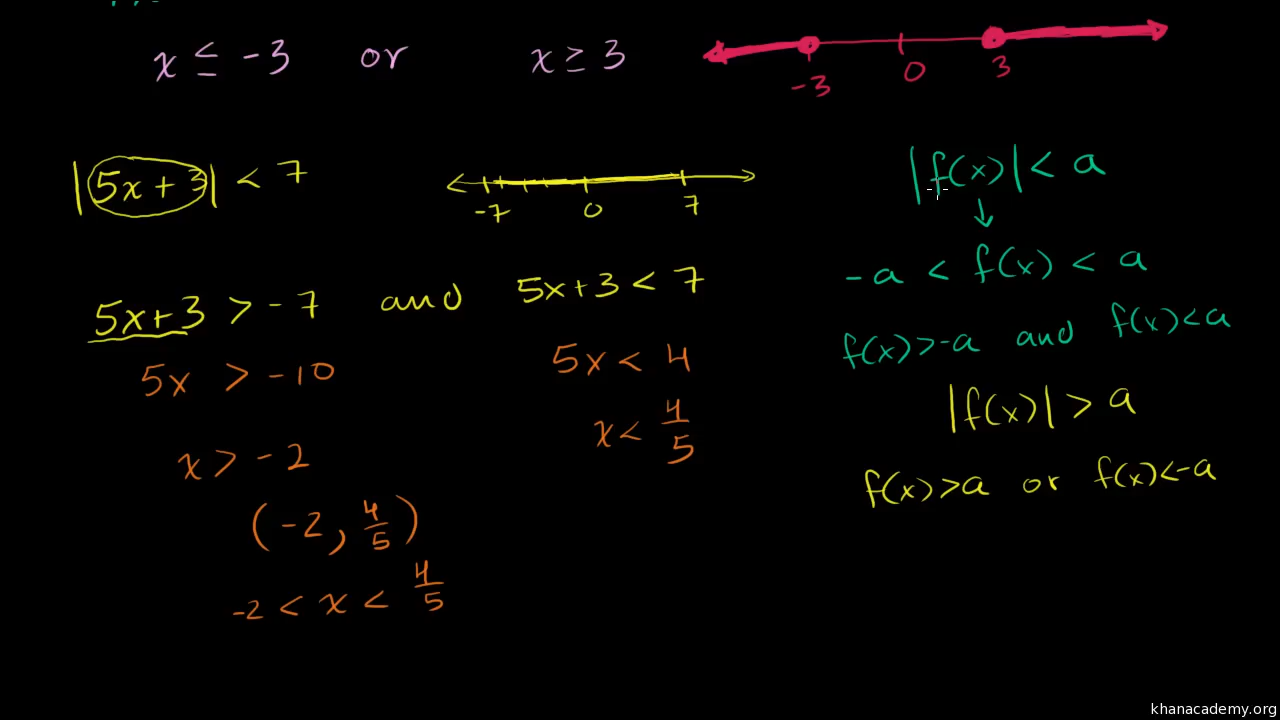 x ≤ -3 or x ≥ 3
-3 0 3
|5x + 3| < 7
-7 0 7
|f(x)| < a
↓
-a < f(x) < a
5x+3 > -7 and 5x+3 < 7
f(x)>-a and f(x)<a
5x > -10
5x < 4
|f(x)| > a
x > -2
x < 4/5
f(x)>a or f(x)<-a
(-2, 4/5)
-2 < x < 4/5
khanacademy.org